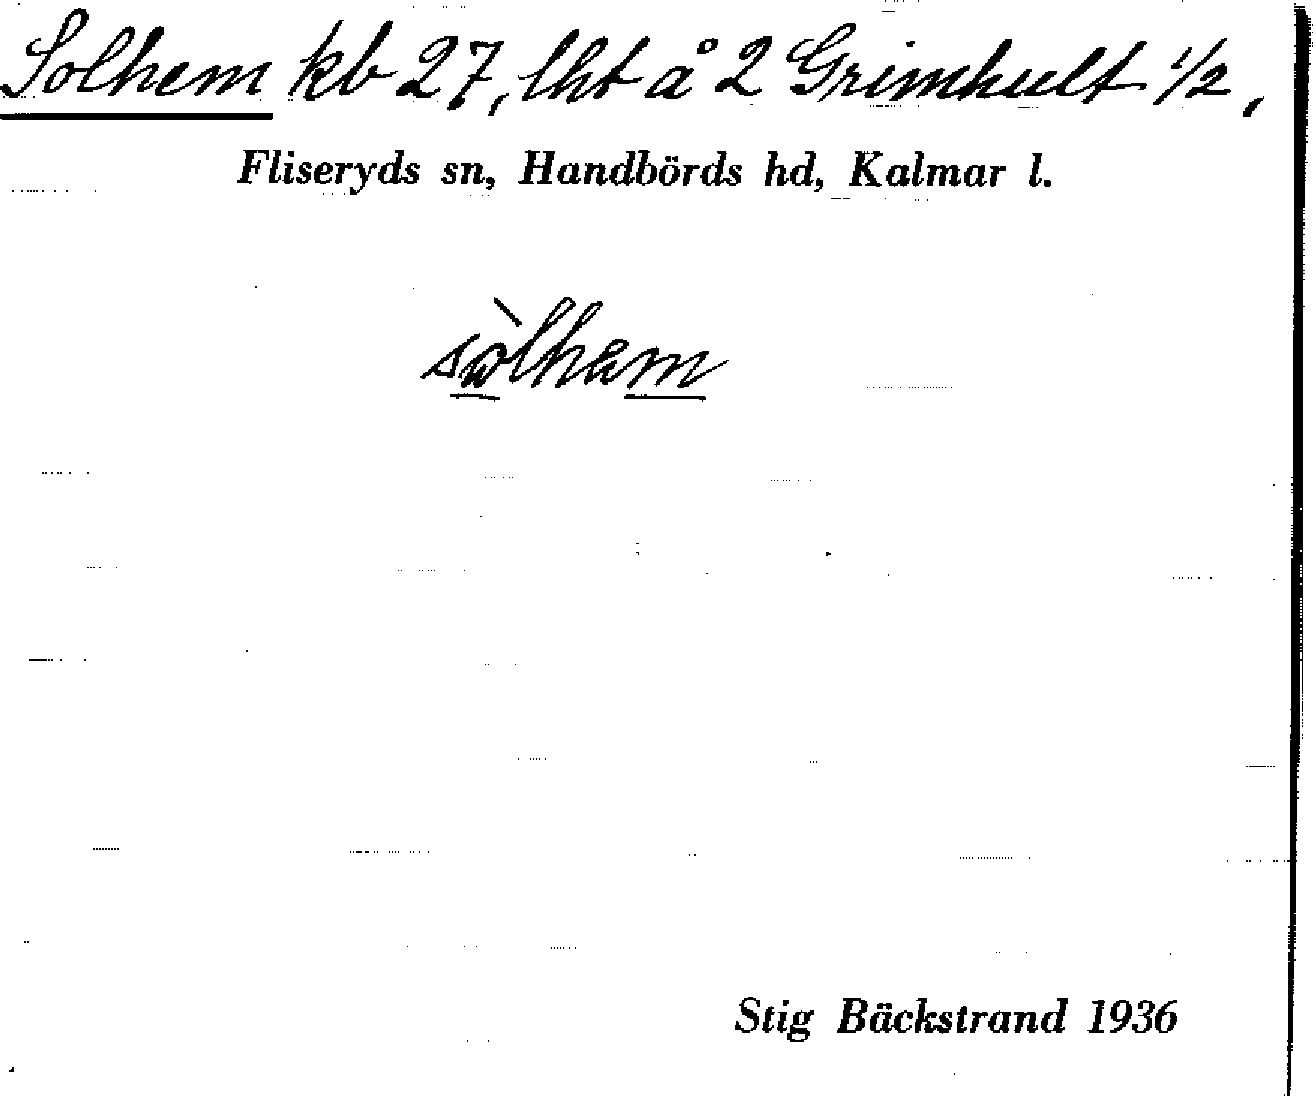 Solhem kb 27, lht å 2 Grimhult 1/2,
Fliseryds sn, Handbörds hd, Kalmar l.
sòlhem
Stig Bäckstrand 1936